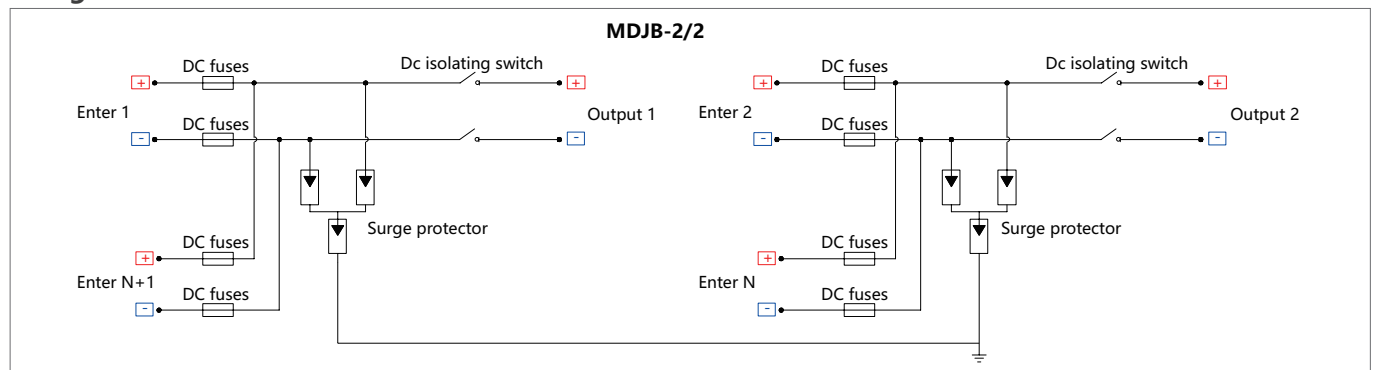 MDJB-2/2
DC fuses
Dc isolating switch
+
+
Enter 1
DC fuses
Output 1
-
-
Surge protector
DC fuses
+
Enter N+1
DC fuses
-
DC fuses
Dc isolating switch
+
+
Enter 2
DC fuses
Output 2
-
-
Surge protector
DC fuses
+
Enter N
DC fuses
-